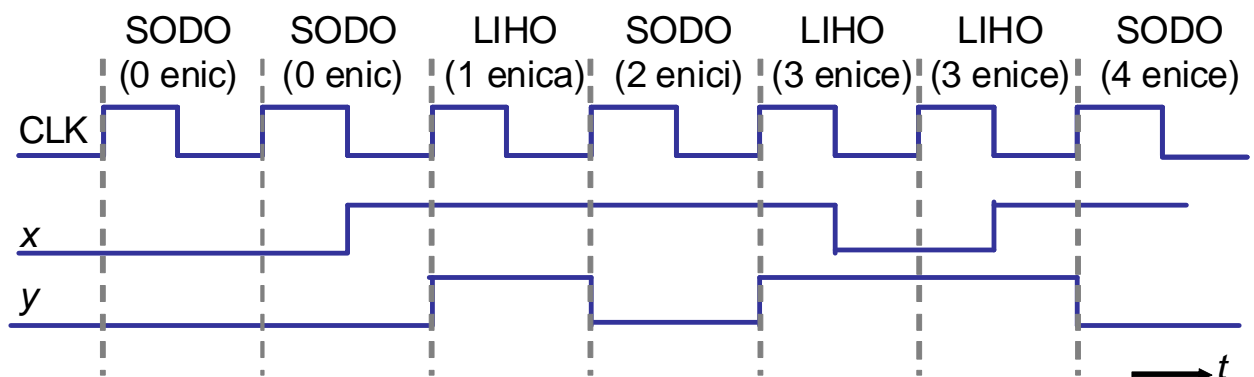 SODO SODO LIHO SODO LIHO LIHO SODO
(0 enic) (0 enic) (1 enica) (2 enici) (3 enice) (3 enice) (4 enice)
CLK
x
y
t